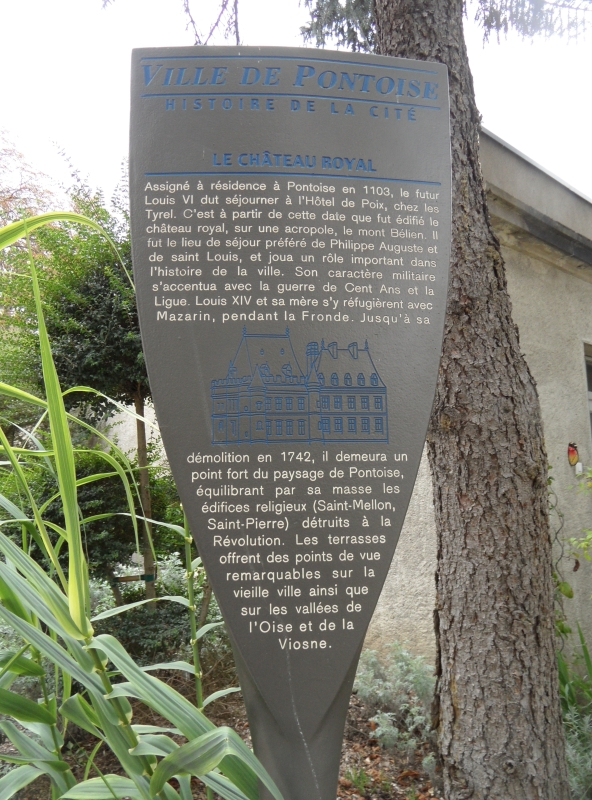 VILLE DE PONTOISE
HISTOIRE DE LA CITÉ
LE CHÂTEAU ROYAL
Assigné à résidence à Pontoise en 1103, le futur
Louis VI dut séjourner à l'Hôtel de Poix, chez les
Tyrel. C'est à partir de cette date que fut édifié le
château royal, sur une acropole, le mont Bélien. Il
fut le lieu de séjour préféré de Philippe Auguste et
de saint Louis, et joua un rôle important dans
l'histoire de la ville. Son caractère militaire
s'accentua avec la guerre de Cent Ans et la
Ligue. Louis XIV et sa mère s'y réfugièrent avec
Mazarin, pendant la Fronde. Jusqu'à sa
démolition en 1742, il demeura un
point fort du paysage de Pontoise,
équilibrant par sa masse les
édifices religieux (Saint-Mellon,
Saint-Pierre) détruits à la
Révolution. Les terrasses
offrent des points de vue
remarquables sur la
vieille ville ainsi que
sur les vallées de
l'Oise et de la
Viosne.